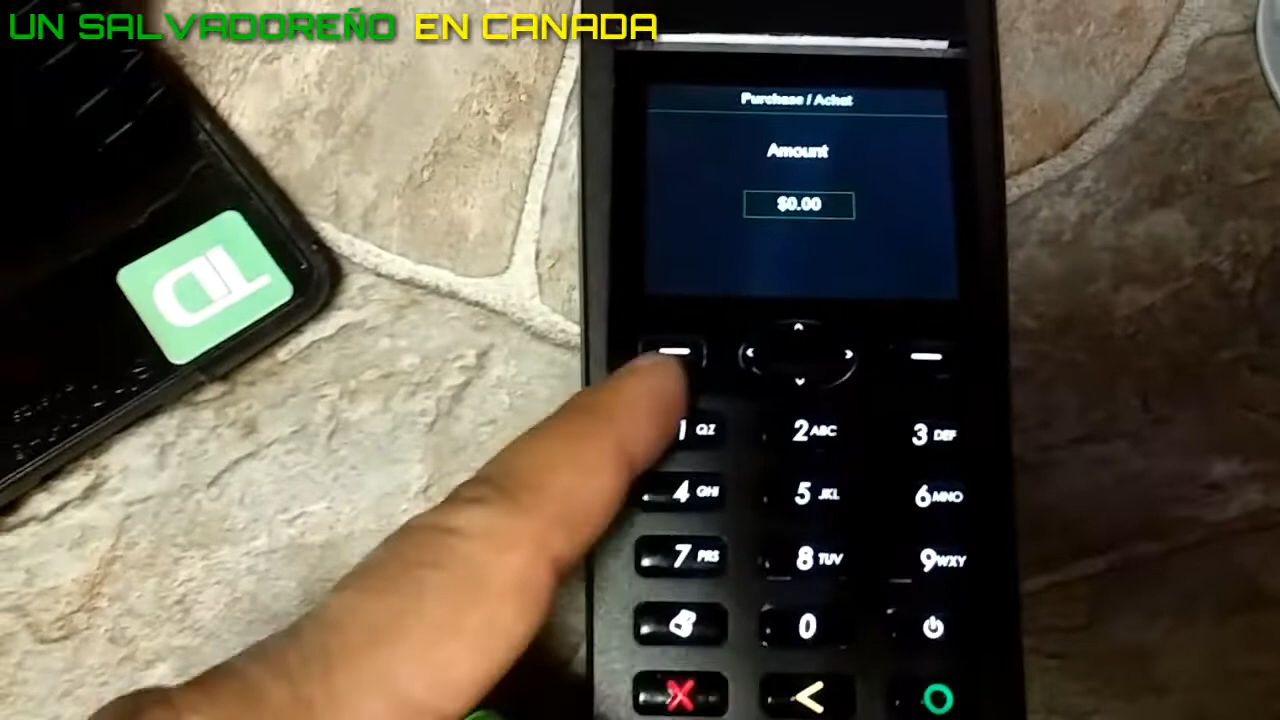 UN SALVADOREÑO EN CANADA
Purchase / Achat
Amount
$0.00
TD
1 QZ 2 ABC 3 DEF
4 GHI 5 JKL 6 MNO
7 PRS 8 TUV 9 WXY
0